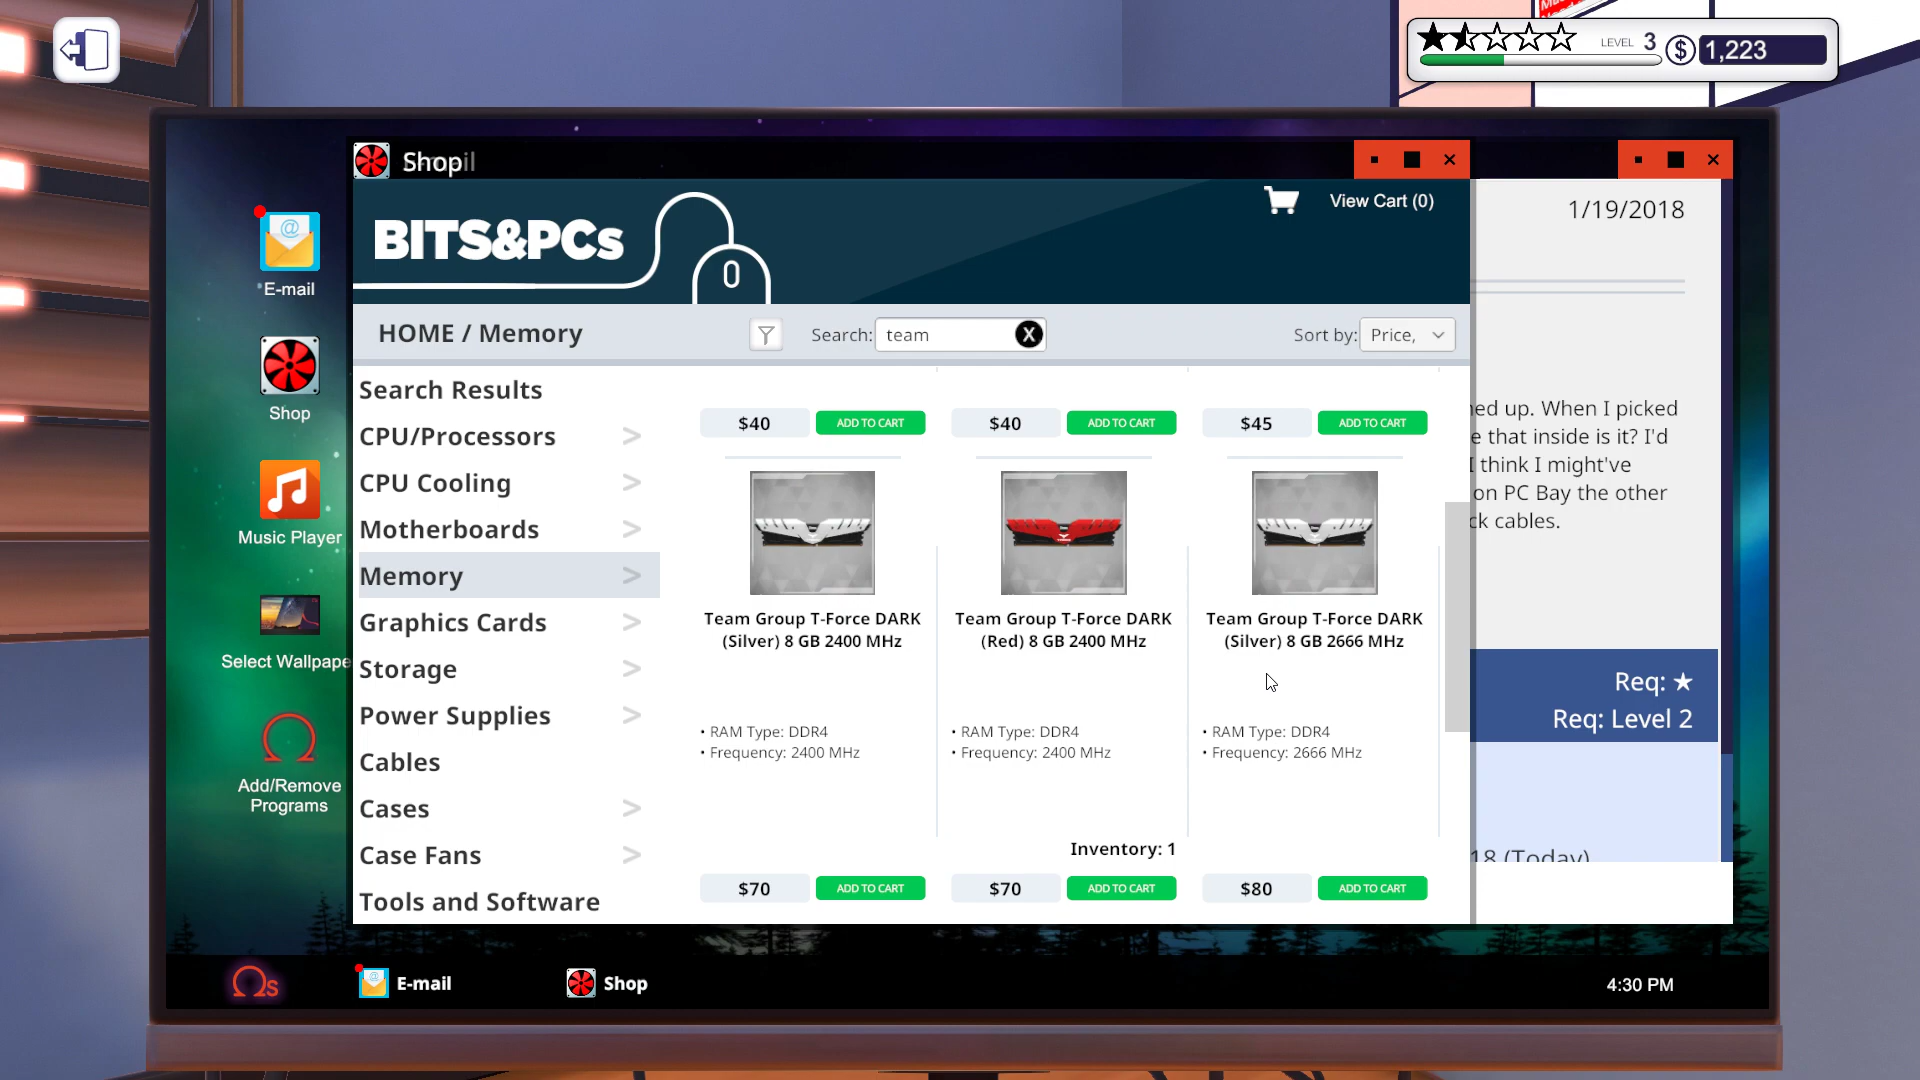 LEVEL 3 $ 1,223
Shop
View Cart (0)
BITS&PCs
1/19/2018
E-mail
HOME / Memory
Search: team X
Sort by: Price,
Shop
Search Results
CPU/Processors >
CPU Cooling >
Motherboards >
Memory >
Graphics Cards >
Storage >
Power Supplies >
Cables
Cases >
Case Fans >
Tools and Software
$40 ADD TO CART $40 ADD TO CART $45 ADD TO CART
Team Group T-Force DARK
(Silver) 8 GB 2400 MHz
• RAM Type: DDR4
• Frequency: 2400 MHz
$70 ADD TO CART
Team Group T-Force DARK
(Red) 8 GB 2400 MHz
• RAM Type: DDR4
• Frequency: 2400 MHz
Inventory: 1
$70 ADD TO CART
Team Group T-Force DARK
(Silver) 8 GB 2666 MHz
• RAM Type: DDR4
• Frequency: 2666 MHz
$80 ADD TO CART
ned up. When I picked
e that inside is it? I'd
I think I might've
on PC Bay the other
ck cables.
Req: ★
Req: Level 2
18 (Today)
Music Player
Select Wallpape
Add/Remove
Programs
Ωs E-mail Shop 4:30 PM